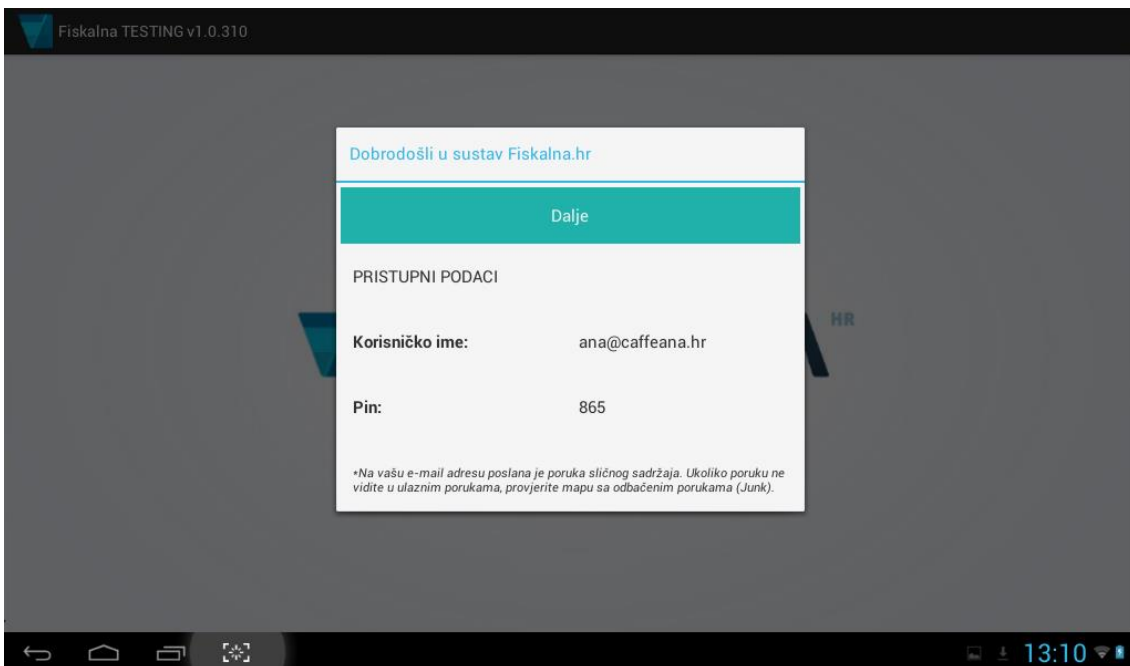 Fiskalna TESTING v1.0.310
Dobrodošli u sustav Fiskalna.hr
Dalje
PRISTUPNI PODACI
HR
Korisničko ime: ana@caffeana.hr
Pin: 865
*Na vašu e-mail adresu poslana je poruka sličnog sadržaja. Ukoliko poruku ne
vidite u ulaznim porukama, provjerite mapu sa odbačenim porukama (Junk).
13:10